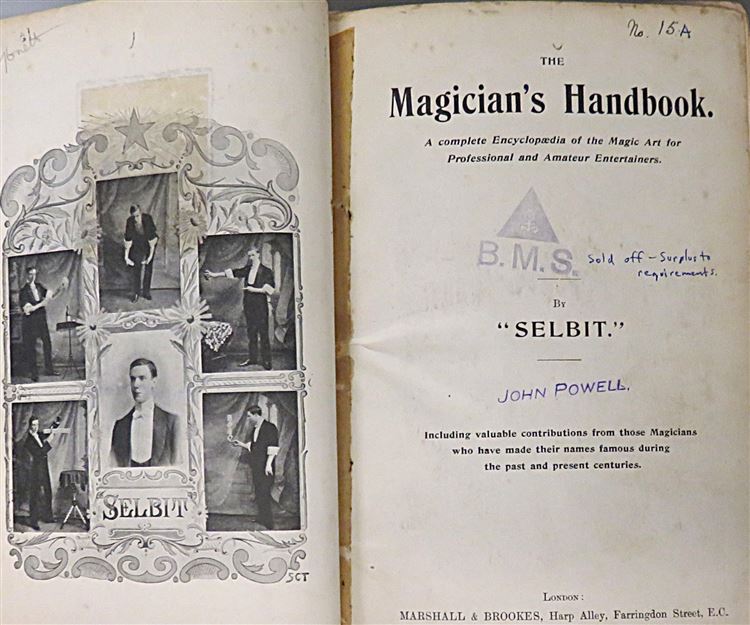 SELBIT
SCT
No. 15A
THE
Magician's Handbook.
A complete Encyclopædia of the Magic Art for
Professional and Amateur Entertainers.
B.M.S.
Sold off - Surplus to
requirements.
BY
"SELBIT."
JOHN POWELL.
Including valuable contributions from those Magicians
who have made their names famous during
the past and present centuries.
LONDON:
MARSHALL & BROOKES, Harp Alley, Farringdon Street, E.C.